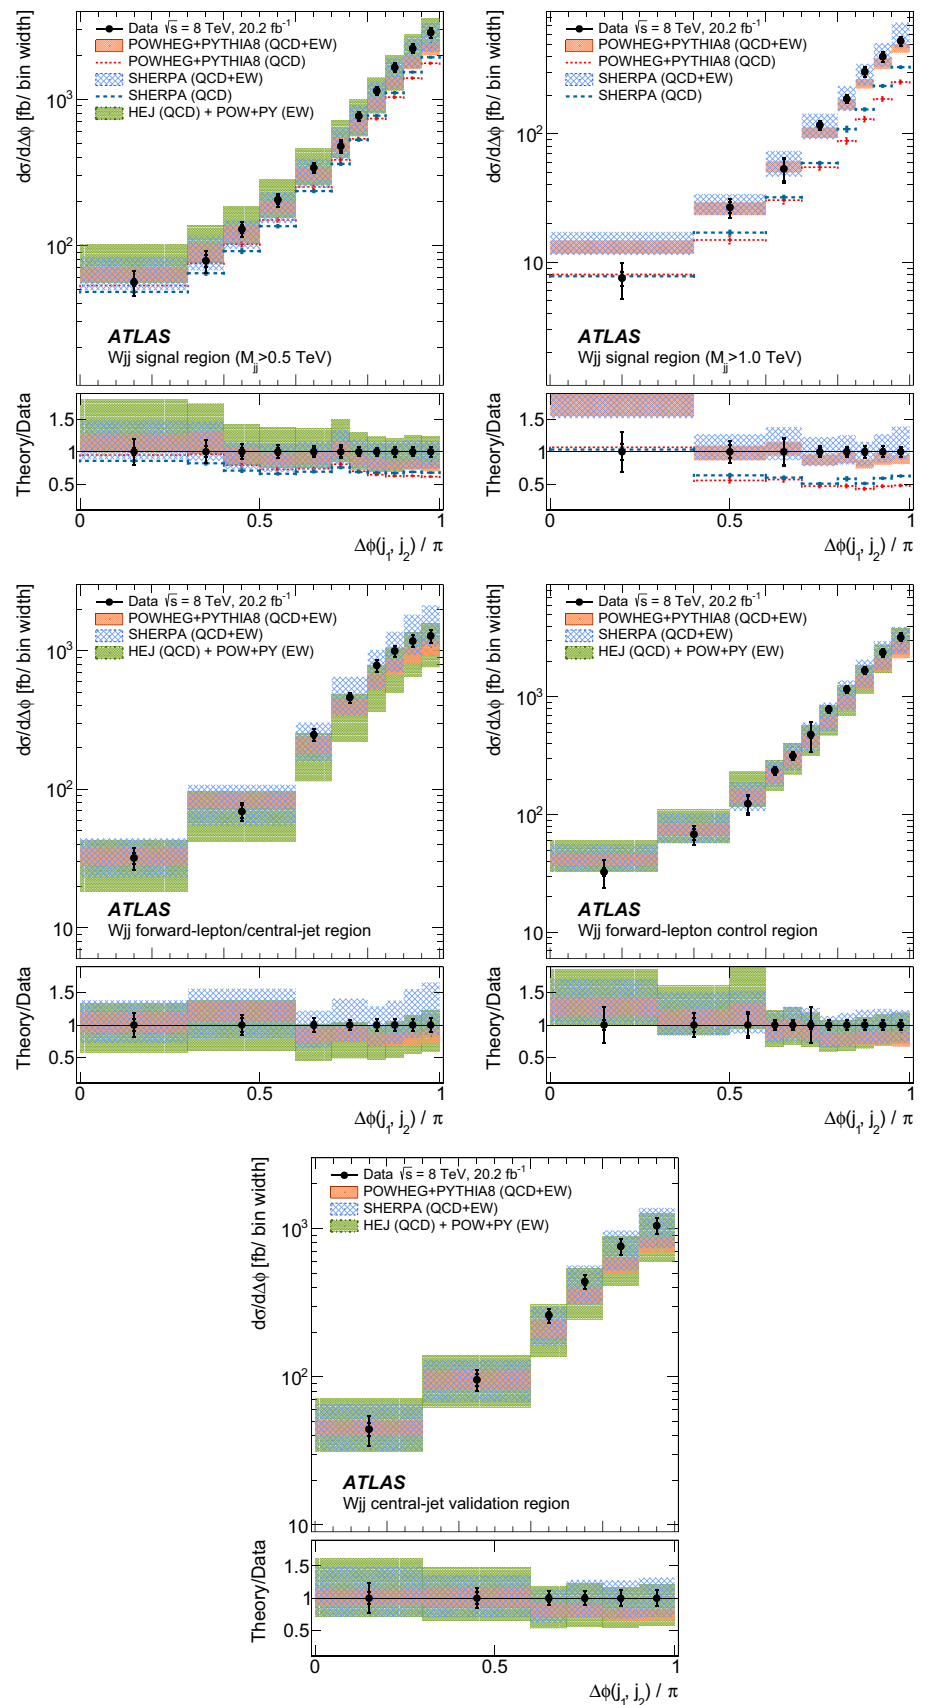 dσ/dΔϕ [fb/ bin width]
Data √s = 8 TeV, 20.2 fb⁻¹
POWHEG+PYTHIA8 (QCD+EW)
POWHEG+PYTHIA8 (QCD)
SHERPA (QCD+EW)
SHERPA (QCD)
HEJ (QCD) + POW+PY (EW)
10³
10²
ATLAS
Wjj signal region (M_jj>0.5 TeV)
Theory/Data
1.5
1
0.5
0 0.5 1
Δϕ(j₁, j₂) / π
dσ/dΔϕ [fb/ bin width]
Data √s = 8 TeV, 20.2 fb⁻¹
POWHEG+PYTHIA8 (QCD+EW)
POWHEG+PYTHIA8 (QCD)
SHERPA (QCD+EW)
SHERPA (QCD)
10²
10
ATLAS
Wjj signal region (M_jj>1.0 TeV)
Theory/Data
1.5
1
0.5
0 0.5 1
Δϕ(j₁, j₂) / π
dσ/dΔϕ [fb/ bin width]
Data √s = 8 TeV, 20.2 fb⁻¹
POWHEG+PYTHIA8 (QCD+EW)
SHERPA (QCD+EW)
HEJ (QCD) + POW+PY (EW)
10³
10²
10
ATLAS
Wjj forward-lepton/central-jet region
Theory/Data
1.5
1
0.5
0 0.5 1
Δϕ(j₁, j₂) / π
dσ/dΔϕ [fb/ bin width]
Data √s = 8 TeV, 20.2 fb⁻¹
POWHEG+PYTHIA8 (QCD+EW)
SHERPA (QCD+EW)
HEJ (QCD) + POW+PY (EW)
10³
10²
10
ATLAS
Wjj forward-lepton control region
Theory/Data
1.5
1
0.5
0 0.5 1
Δϕ(j₁, j₂) / π
dσ/dΔϕ [fb/ bin width]
Data √s = 8 TeV, 20.2 fb⁻¹
POWHEG+PYTHIA8 (QCD+EW)
SHERPA (QCD+EW)
HEJ (QCD) + POW+PY (EW)
10³
10²
10
ATLAS
Wjj central-jet validation region
Theory/Data
1.5
1
0.5
0 0.5 1
Δϕ(j₁, j₂) / π